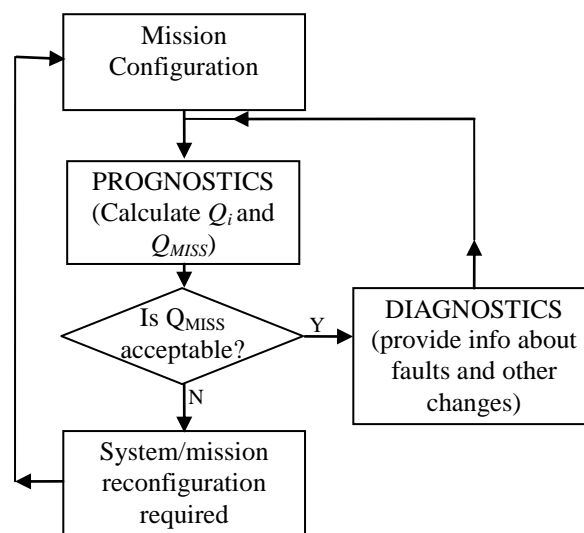 Mission
Configuration
PROGNOSTICS
(Calculate Qi and
QMISS)
Is QMISS
acceptable?
Y
N
DIAGNOSTICS
(provide info about
faults and other
changes)
System/mission
reconfiguration
required